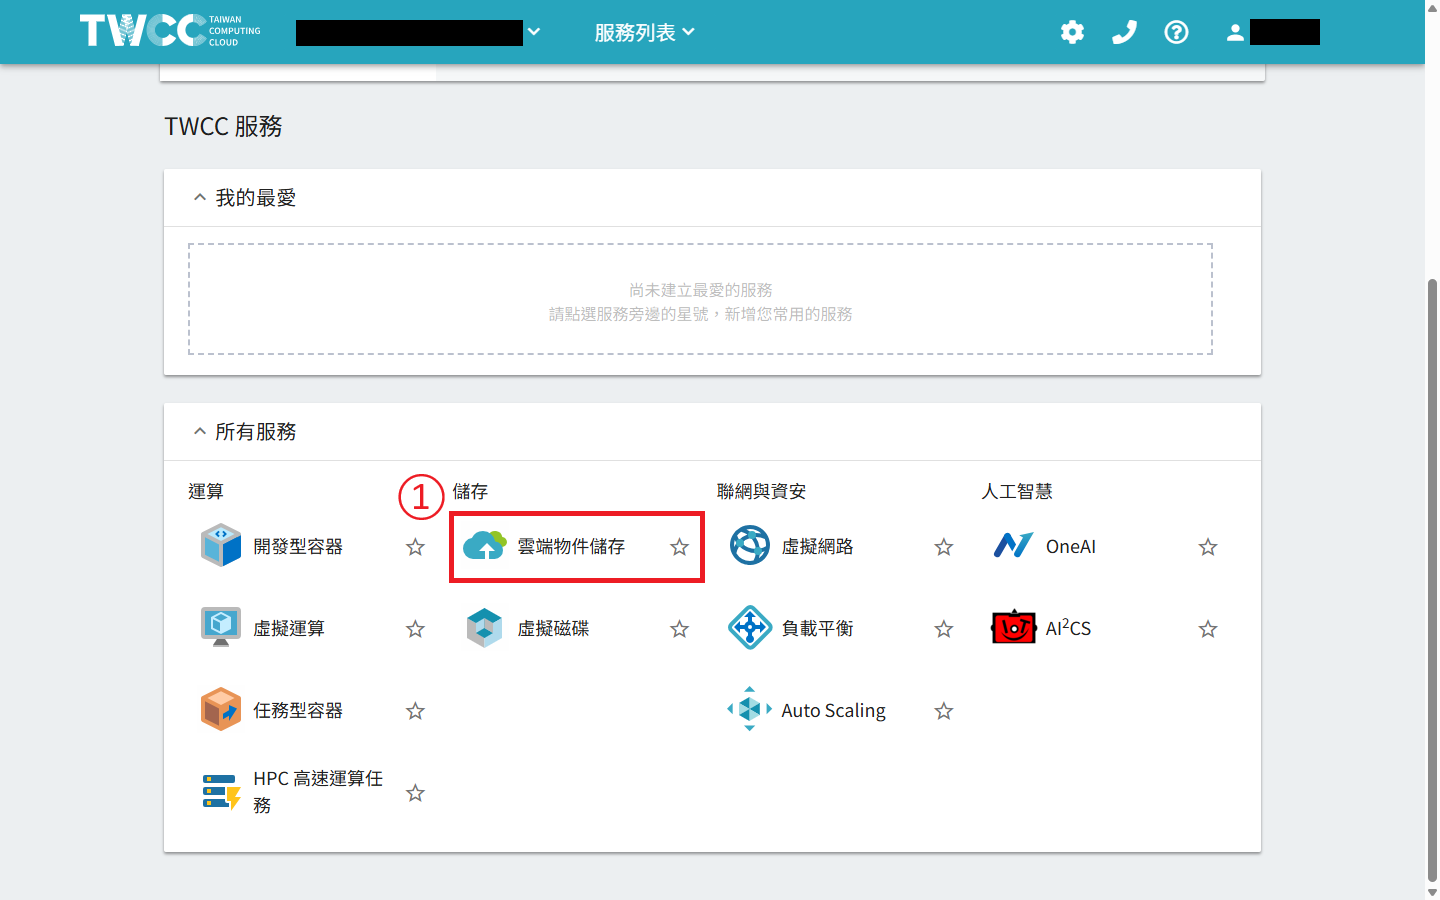 TWCC TAIWAN
COMPUTING
CLOUD
服務列表
TWCC 服務
我的最愛
尚未建立最愛的服務
請點選服務旁邊的星號，新增您常用的服務
所有服務
運算
開發型容器
虛擬運算
任務型容器
HPC 高速運算任
務
1
儲存
雲端物件儲存
虛擬磁碟
聯網與資安
虛擬網路
負載平衡
Auto Scaling
人工智慧
OneAI
AI²CS